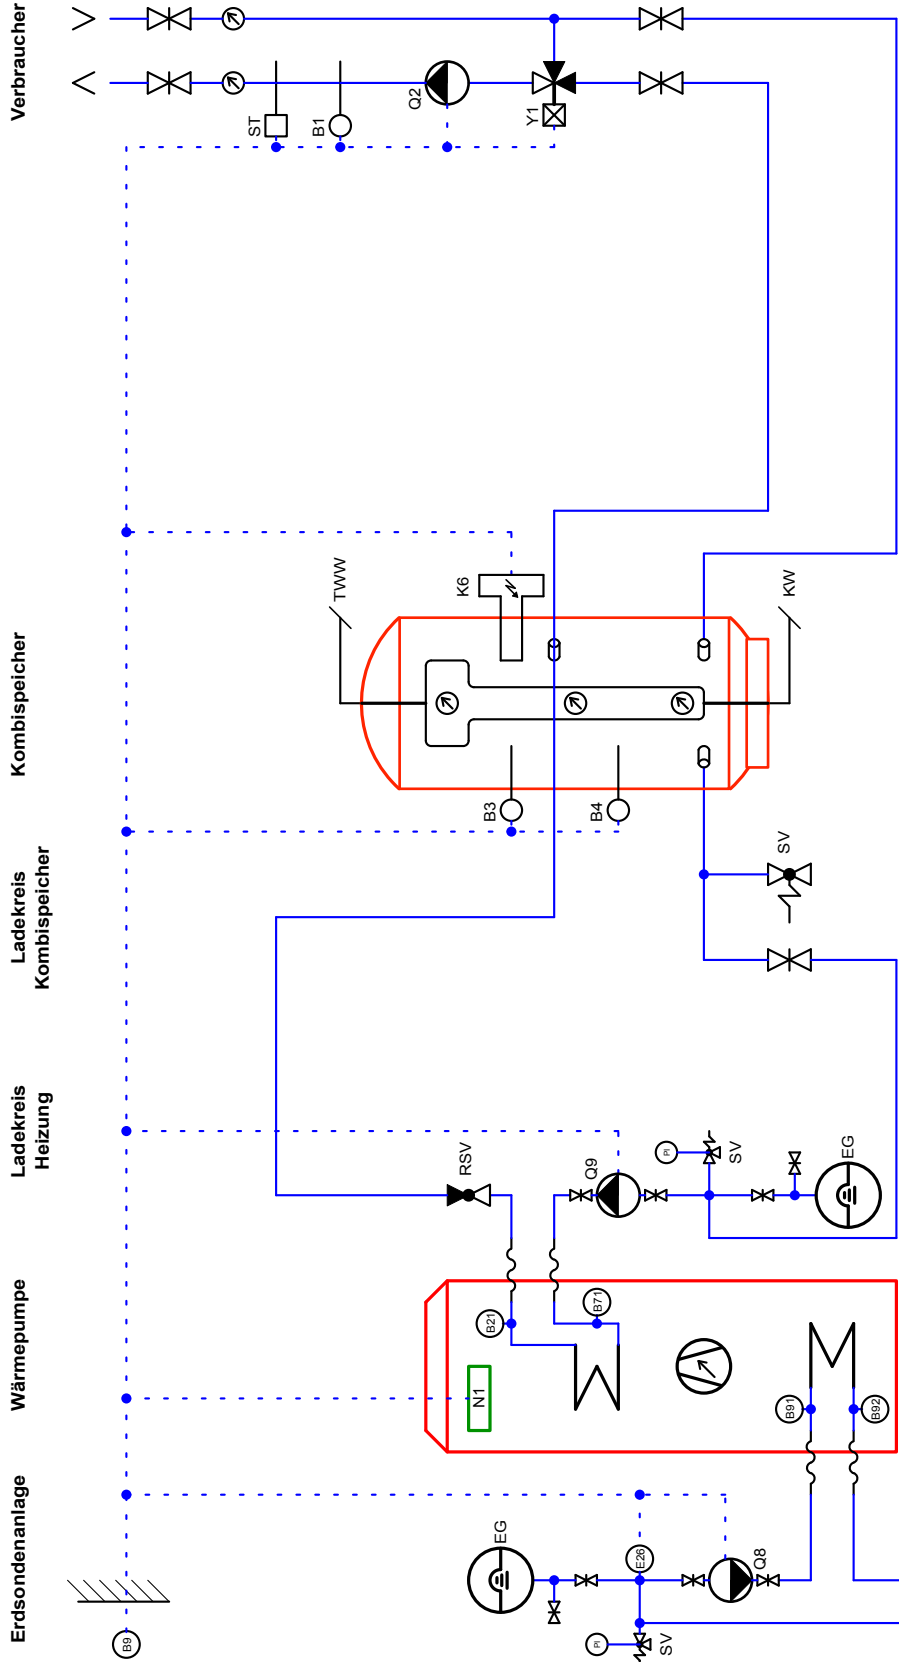 Erdsondenanlage
Wärmepumpe
Ladekreis
Heizung
Ladekreis
Kombispeicher
Kombispeicher
Verbraucher
B9
PI
SV
EG
E26
Q8
N1
B21
B71
B91
B92
RSV
Q9
PI
SV
EG
SV
B3
B4
TWW
K6
KW
ST
B1
Q2
Y1